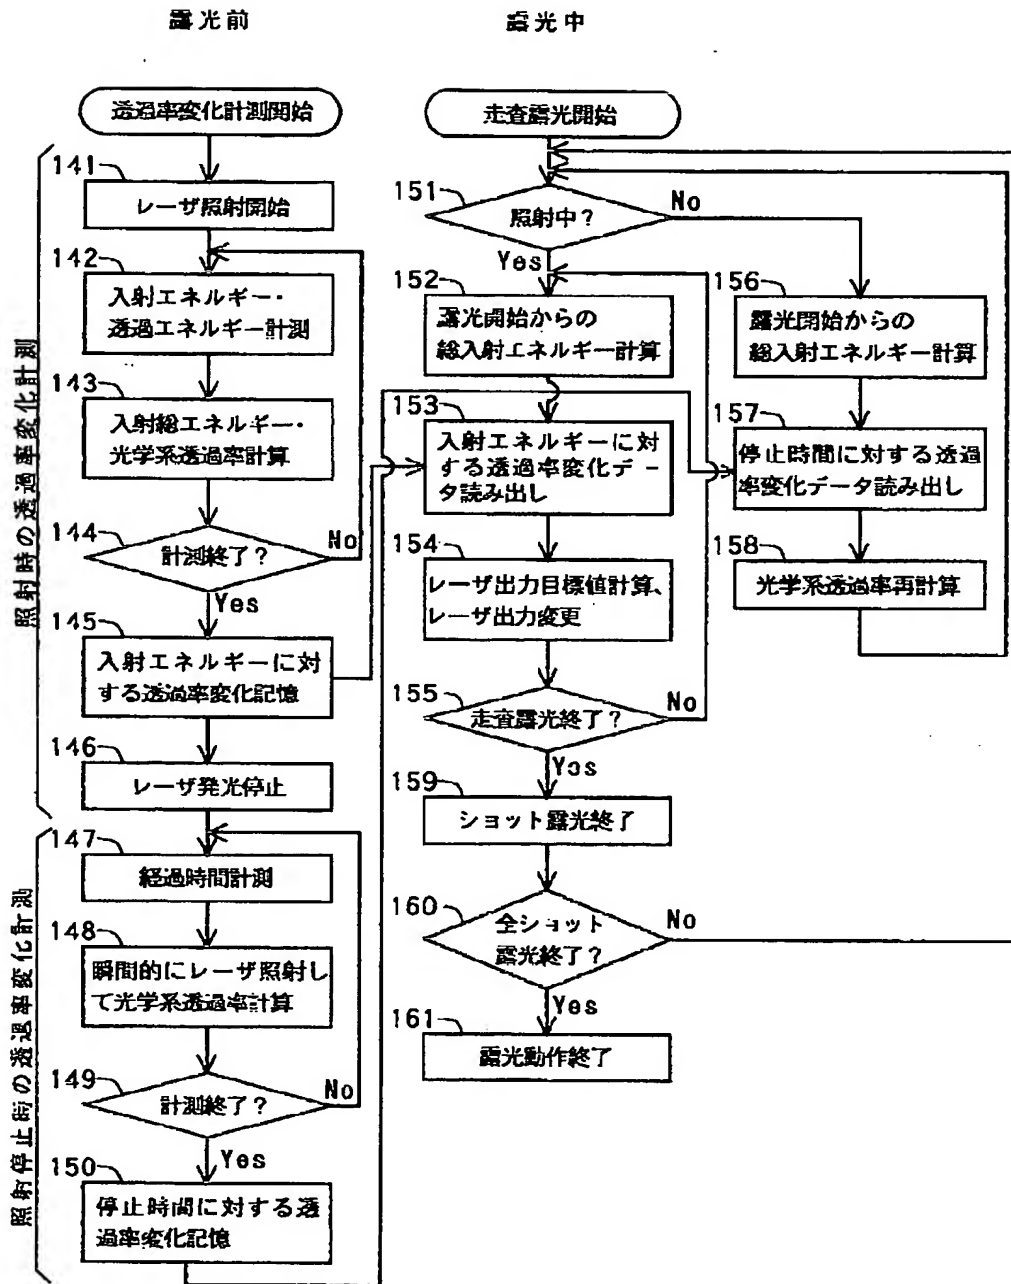 露光前
透過率変化計測開始
照射時の透過率変化計測
141
レーザ照射開始
142
入射エネルギー・
透過エネルギー計測
143
入射総エネルギー・
光学系透過率計算
144
計測終了?
No
Yes
145
入射エネルギーに対
する透過率変化記憶
146
レーザ発光停止
照射停止時の透過率変化計測
147
経過時間計測
148
瞬間的にレーザ照射し
て光学系透過率計算
149
計測終了?
No
Yes
150
停止時間に対する透
過率変化記憶
露光中
走査露光開始
151
照射中?
No
Yes
152
露光開始からの
総入射エネルギー計算
153
入射エネルギーに対
する透過率変化デー
タ読み出し
154
レーザ出力目標値計算、
レーザ出力変更
155
走査露光終了?
No
Yes
156
露光開始からの
総入射エネルギー計算
157
停止時間に対する透過
率変化データ読み出し
158
光学系透過率再計算
159
ショット露光終了
160
全ショット
露光終了?
No
Yes
161
露光動作終了